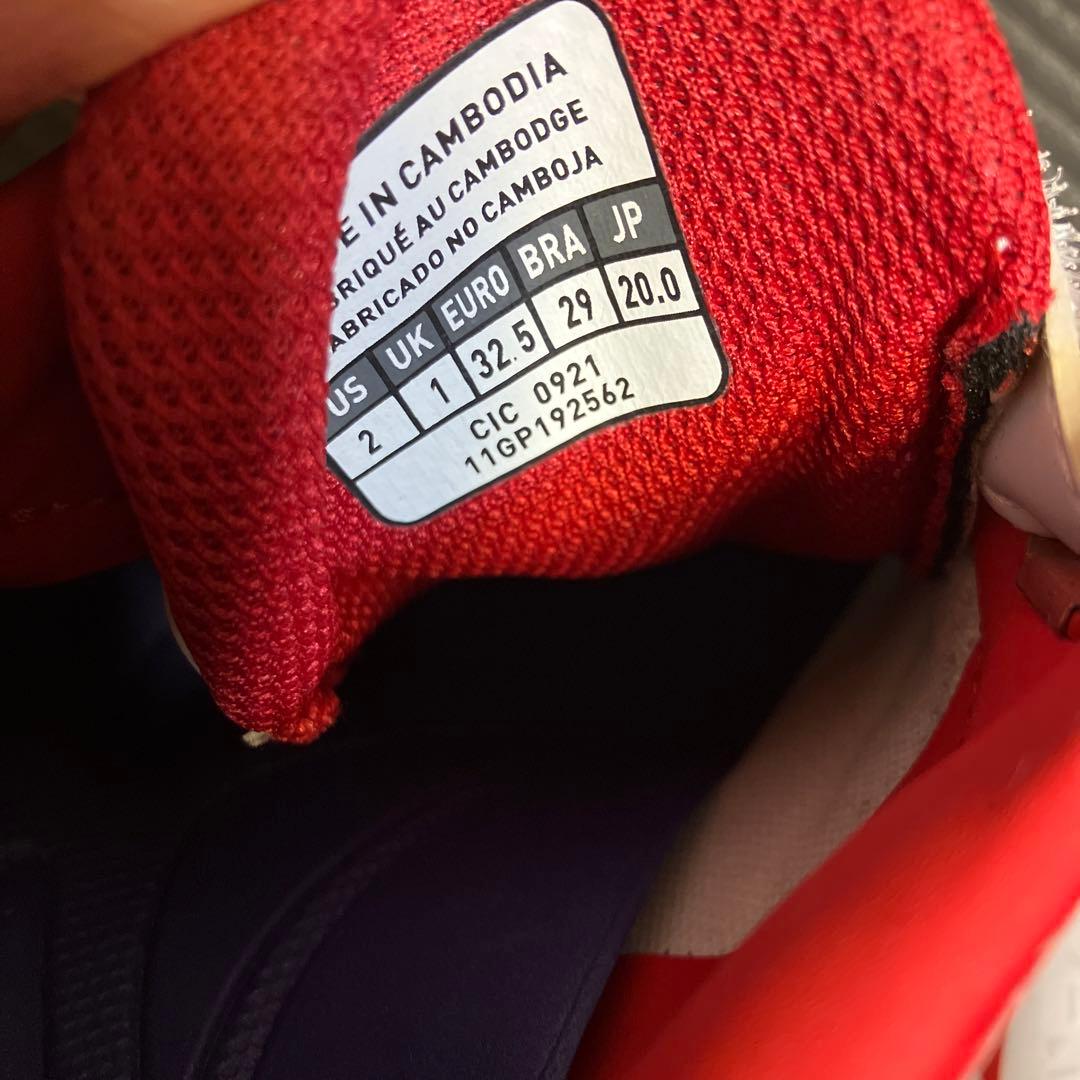 E IN CAMBODIA
BRIQUÉ AU CAMBODGE
ABRICADO NO CAMBOJA
US UK EURO BRA JP
2 1 32.5 29 20.0
CIC 0921
11GP192562